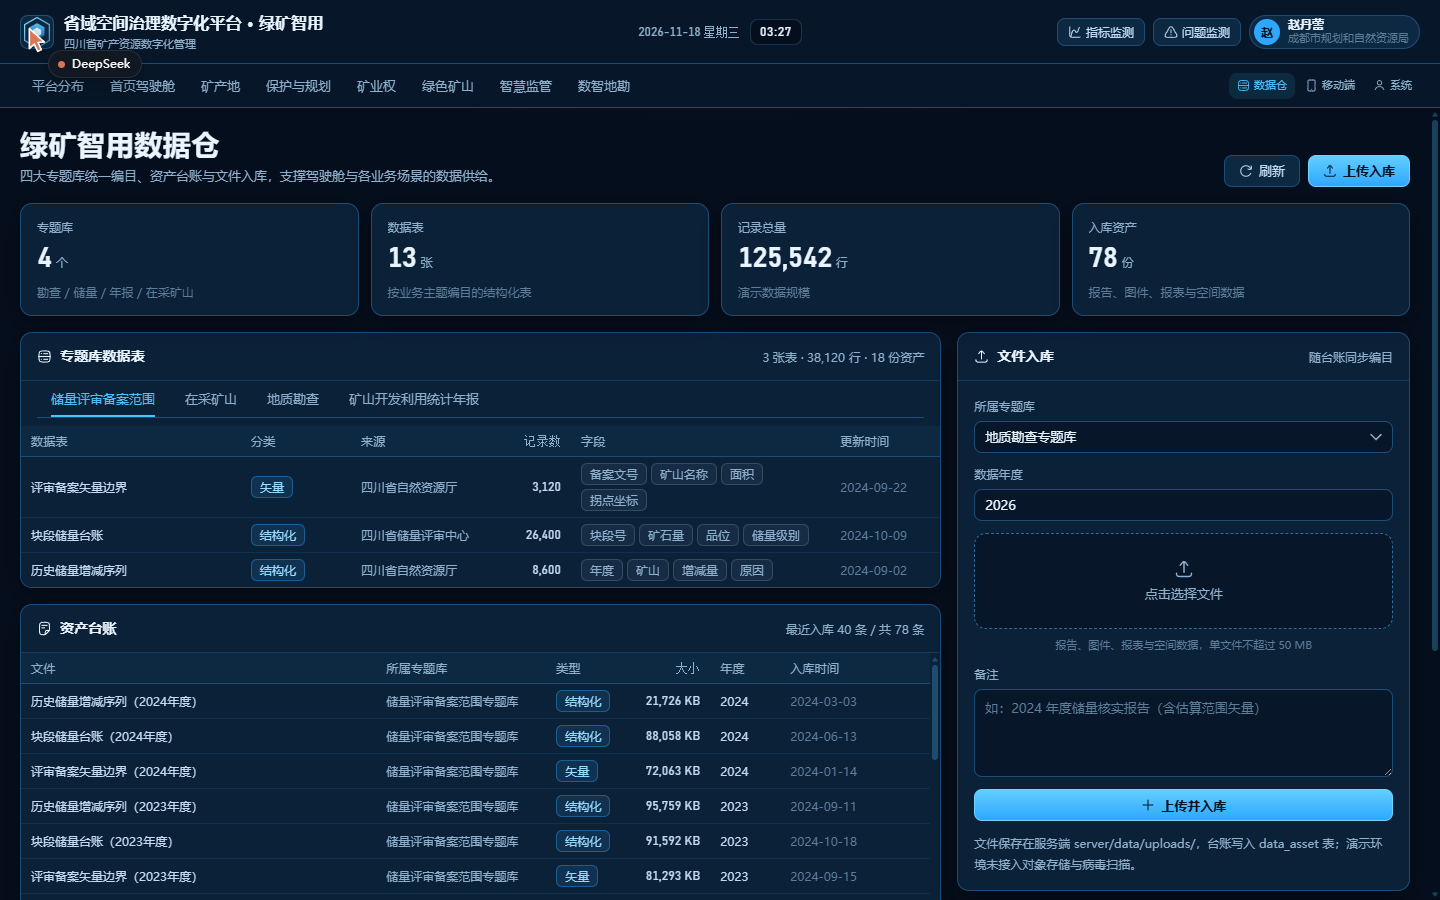 省域空间治理数字化平台 • 绿矿智用
四川省矿产资源数字化管理
2026-11-18 星期三 03:27
指标监测
问题监测
赵
赵丹蕾
成都市规划和自然资源局
DeepSeek
平台分布 首页驾驶舱 矿产地 保护与规划 矿业权 绿色矿山 智慧监管 数智地勘
数据仓 移动端 系统
绿矿智用数据仓
四大专题库统一编目、资产台账与文件入库，支撑驾驶舱与各业务场景的数据供给。
刷新
上传入库
专题库
4 个
勘查 / 储量 / 年报 / 在采矿山
数据表
13 张
按业务主题编目的结构化表
记录总量
125,542 行
演示数据规模
入库资产
78 份
报告、图件、报表与空间数据
专题库数据表
3 张表 · 38,120 行 · 18 份资产
储量评审备案范围 在采矿山 地质勘查 矿山开发利用统计年报
数据表 分类 来源 记录数 字段 更新时间
评审备案矢量边界 矢量 四川省自然资源厅 3,120 备案文号 矿山名称 面积 拐点坐标 2024-09-22
块段储量台账 结构化 四川省储量评审中心 26,400 块段号 矿石量 品位 储量级别 2024-10-09
历史储量增减序列 结构化 四川省自然资源厅 8,600 年度 矿山 增减量 原因 2024-09-02
资产台账
最近入库 40 条 / 共 78 条
文件 所属专题库 类型 大小 年度 入库时间
历史储量增减序列（2024年度） 储量评审备案范围专题库 结构化 21,726 KB 2024 2024-03-03
块段储量台账（2024年度） 储量评审备案范围专题库 结构化 88,058 KB 2024 2024-06-13
评审备案矢量边界（2024年度） 储量评审备案范围专题库 矢量 72,063 KB 2024 2024-01-14
历史储量增减序列（2023年度） 储量评审备案范围专题库 结构化 95,759 KB 2023 2024-09-11
块段储量台账（2023年度） 储量评审备案范围专题库 结构化 91,592 KB 2023 2024-10-18
评审备案矢量边界（2023年度） 储量评审备案范围专题库 矢量 81,293 KB 2023 2024-09-15
文件入库
随台账同步编目
所属专题库
地质勘查专题库
数据年度
2026
点击选择文件
报告、图件、报表与空间数据，单文件不超过 50 MB
备注
如：2024 年度储量核实报告（含估算范围矢量）
上传并入库
文件保存在服务端 server/data/uploads/，台账写入 data_asset 表；演示环
境未接入对象存储与病毒扫描。